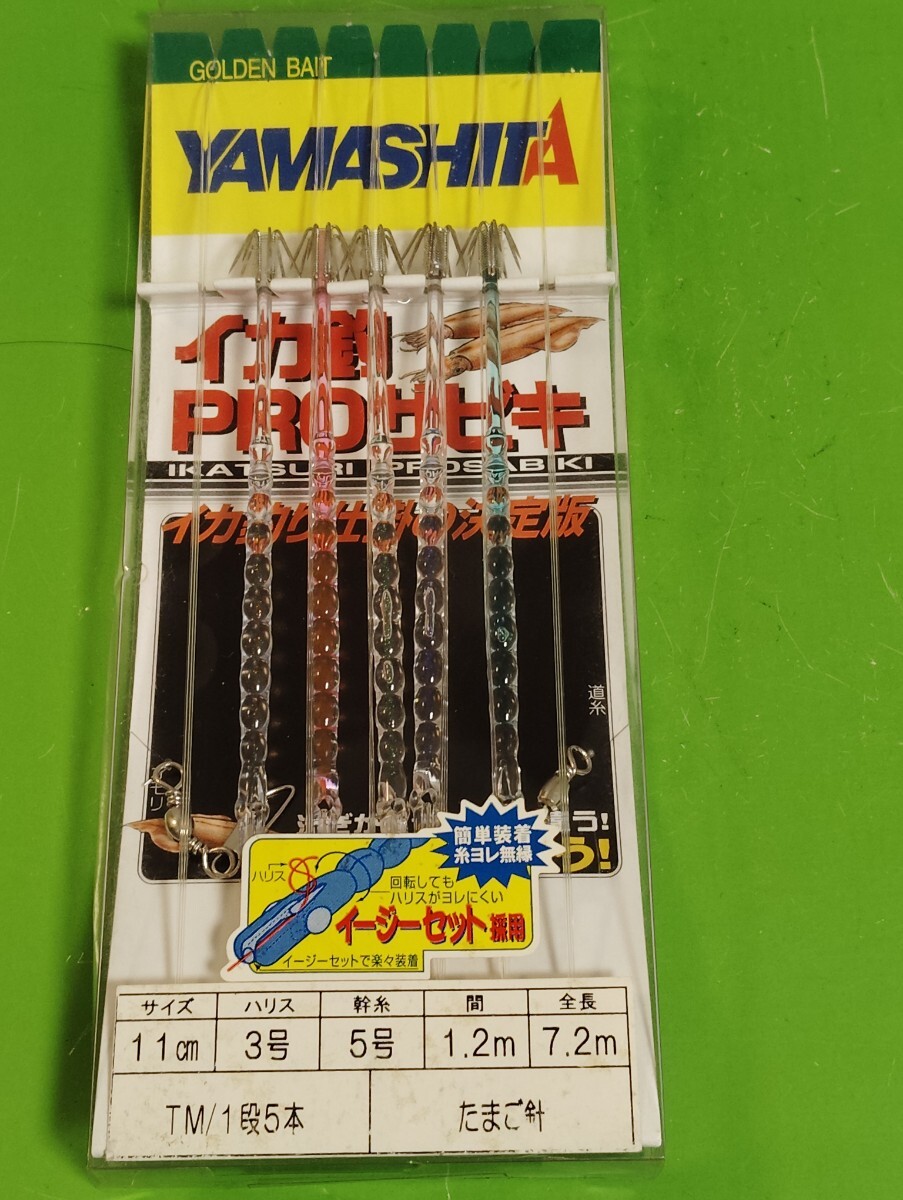 GOLDEN BAIT
YAMASHITA
イカ釣
PROサビキ
IKATSURI PROSABIKI
イカ釣り仕掛の決定版
道糸
簡単装着
糸ヨレ無縁
う!
う!
ハリス
回転しても
ハリスがヨレにくい
イージーセット採用
イージーセットで楽々装着
サイズ ハリス 幹糸 間 全長
11cm 3号 5号 1.2m 7.2m
TM/1段5本 たまご針